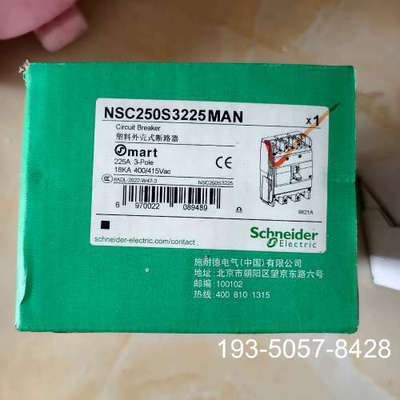 NSC250S3225MAN
x1
Circuit Breaker
塑料外壳式断路器
Smart
225A 3-Pole
18KA 400/415Vac
NSC250S3225
6 970022 089489
schneider-electric.com/contact
Schneider
Electric
施耐德电气(中国)有限公司
地址: 北京市朝阳区望京东路6号
邮编: 100102
热线: 400 810 1315
193-5057-8428